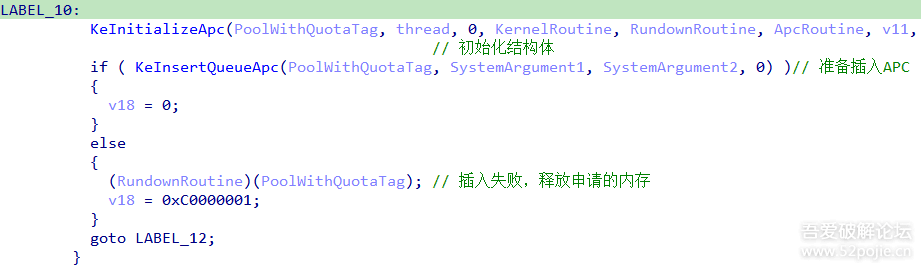 LABEL_10:
KeInitializeApc(PoolWithQuotaTag, thread, 0, KernelRoutine, RundownRoutine, ApcRoutine, v11,
// 初始化结构体
if ( KeInsertQueueApc(PoolWithQuotaTag, SystemArgument1, SystemArgument2, 0) )// 准备插入APC
{
v18 = 0;
}
else
{
(RundownRoutine)(PoolWithQuotaTag); // 插入失败，释放申请的内存
v18 = 0xC0000001;
}
goto LABEL_12;
}
吾爱破解论坛
www.52pojie.cn